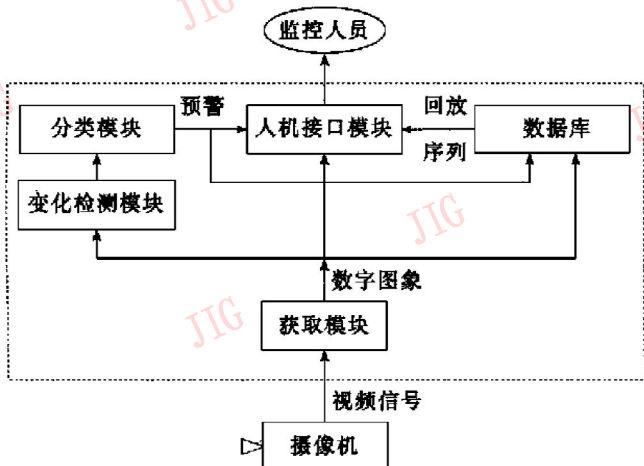 JIG
监控人员
预警
回放
分类模块
人机接口模块
数据库
序列
变化检测模块
JIG
数字图象
JIG
获取模块
视频信号
摄像机